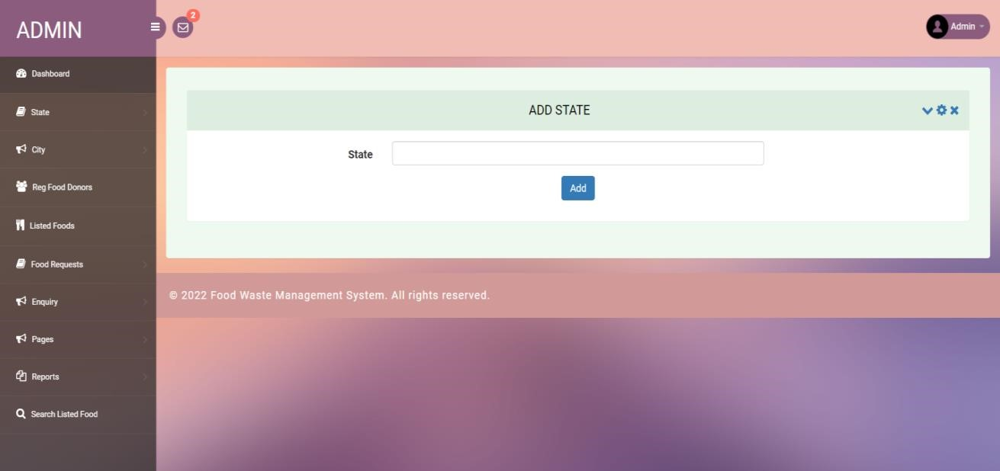 ADMIN
2
Admin
Dashboard
State
City
Reg Food Donors
Listed Foods
Food Requests
Enquiry
Pages
Reports
Search Listed Food
ADD STATE
State
Add
© 2022 Food Waste Management System. All rights reserved.